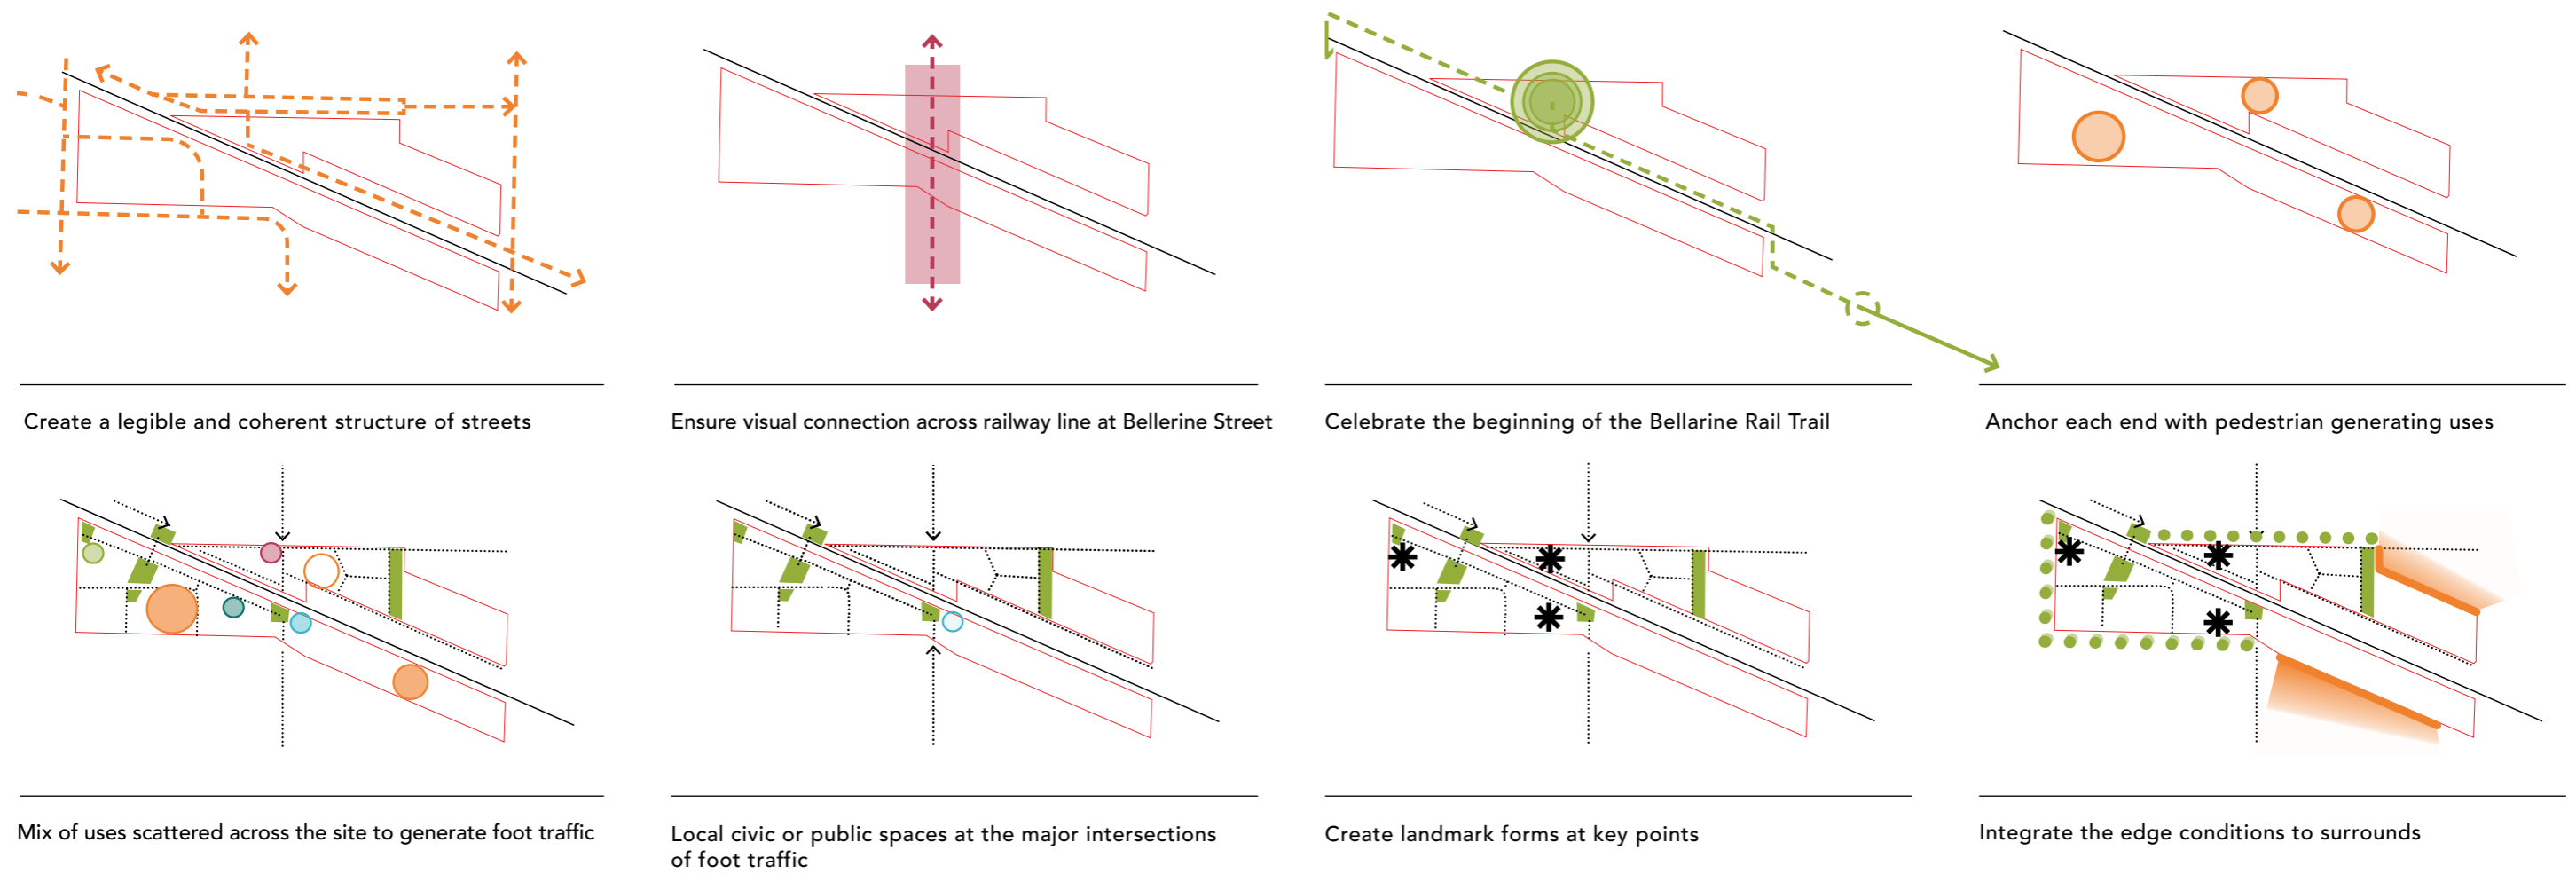 Create a legible and coherent structure of streets
Ensure visual connection across railway line at Bellerine Street
Celebrate the beginning of the Bellarine Rail Trail
Anchor each end with pedestrian generating uses
Mix of uses scattered across the site to generate foot traffic
Local civic or public spaces at the major intersections
of foot traffic
Create landmark forms at key points
Integrate the edge conditions to surrounds